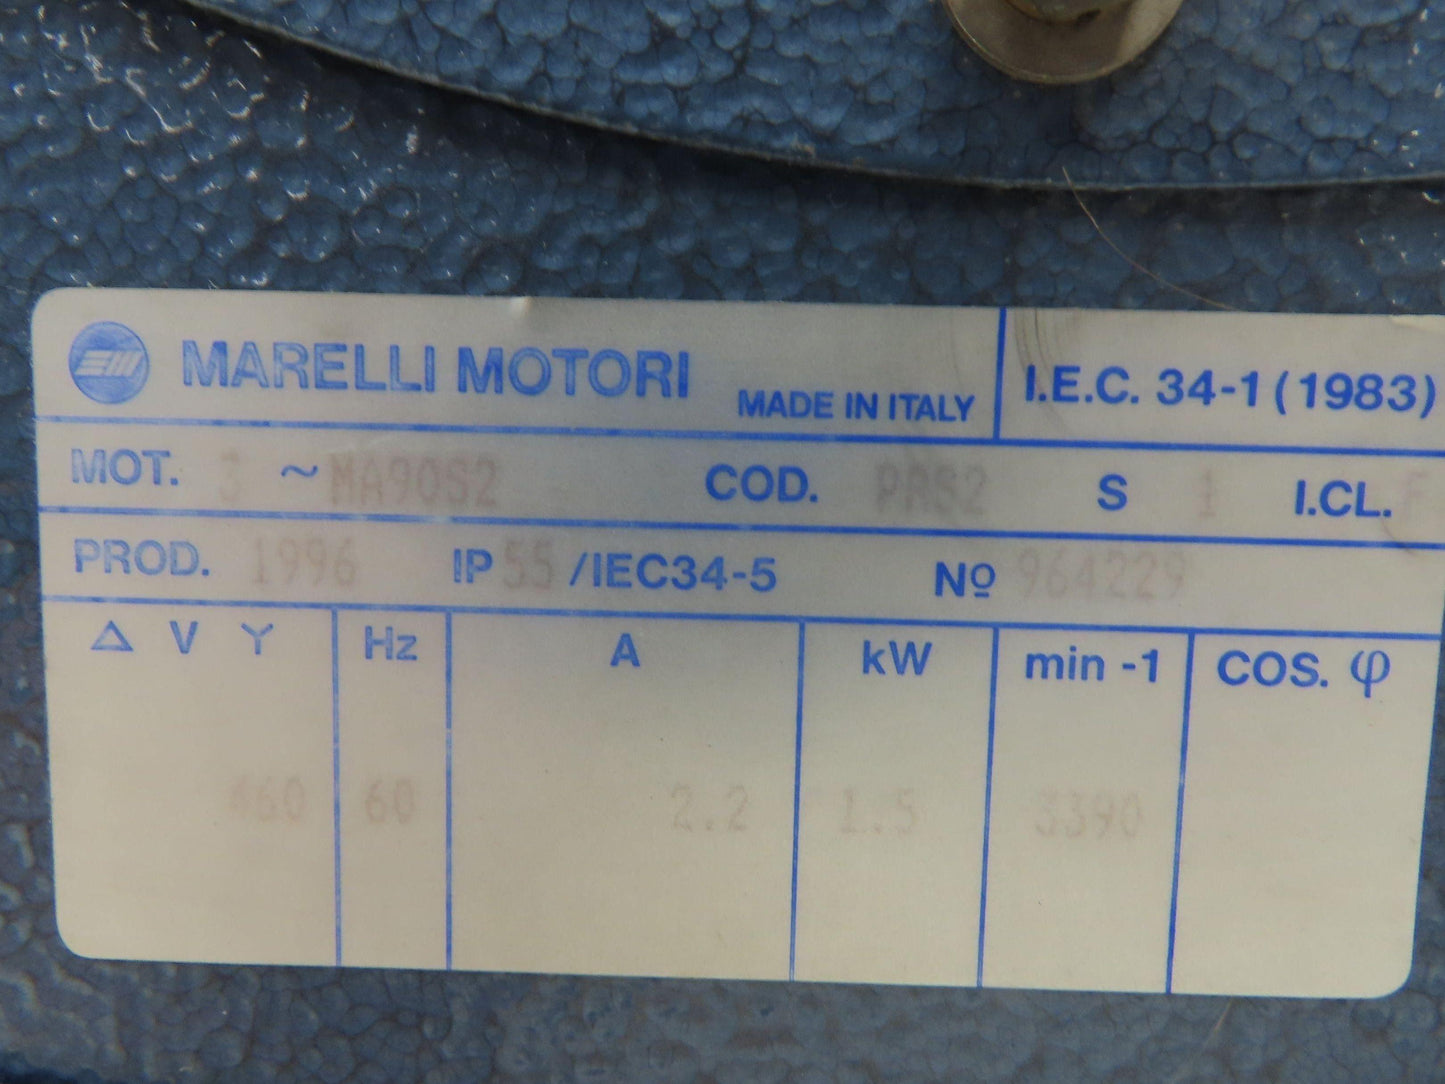 MARELLI MOTORI MADE IN ITALY I.E.C. 34-1 (1983)
MOT. 3 ~ MA90S2 COD. PAS2 S 1 I.CL. F
PROD. 1996 IP 55 /IEC34-5 Nº 964229
Δ V Y Hz A kW min -1 COS. φ
460 60 2.2 1.5 3390